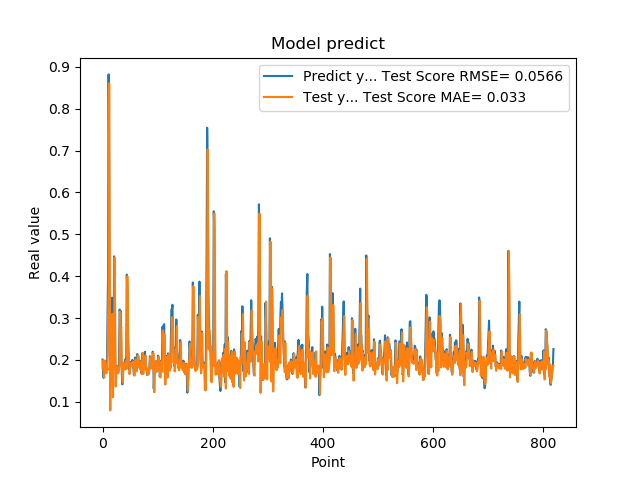 Model predict
Predict y... Test Score RMSE= 0.0566
Test y... Test Score MAE= 0.033
Real value
0.9
0.8
0.7
0.6
0.5
0.4
0.3
0.2
0.1
0 200 400 600 800
Point